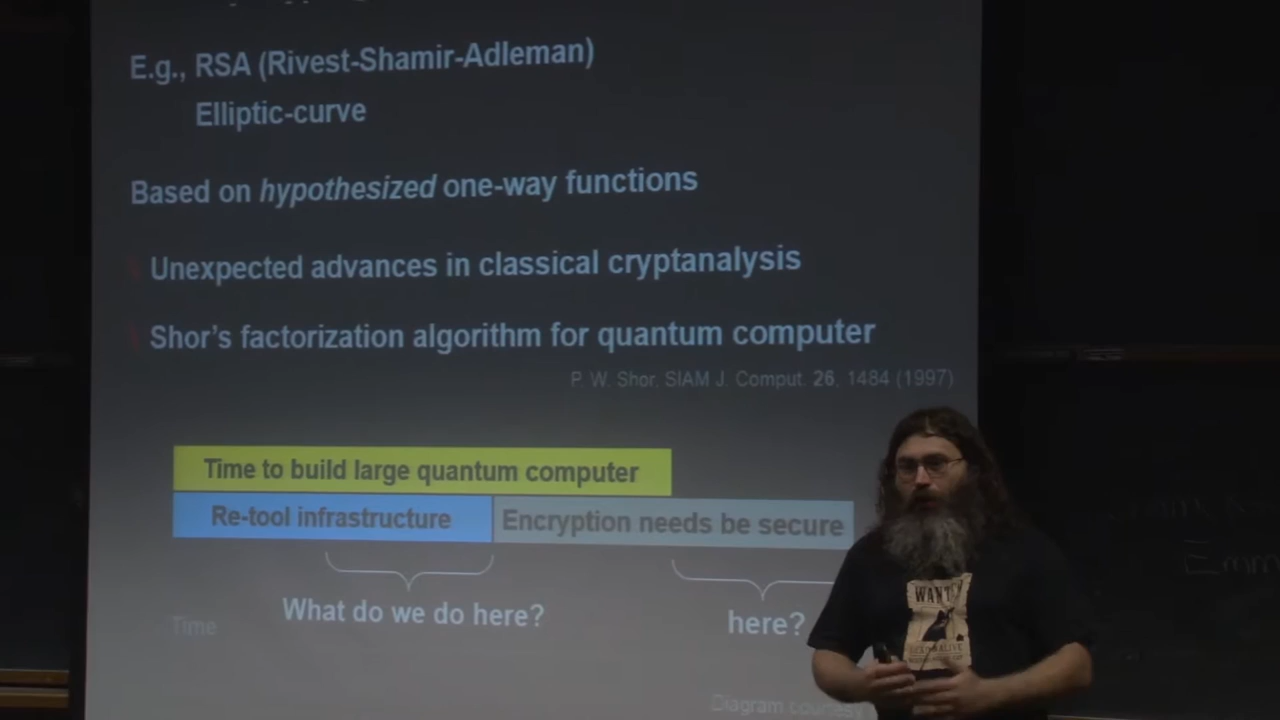 E.g., RSA (Rivest-Shamir-Adleman)
Elliptic-curve
Based on hypothesized one-way functions
Unexpected advances in classical cryptanalysis
Shor's factorization algorithm for quantum computer
P. W. Shor, SIAM J. Comput. 26, 1484 (1997)
Time to build large quantum computer
Re-tool infrastructure
Encryption needs be secure
What do we do here?
here?
Time
Diagram courtesy
WANTED